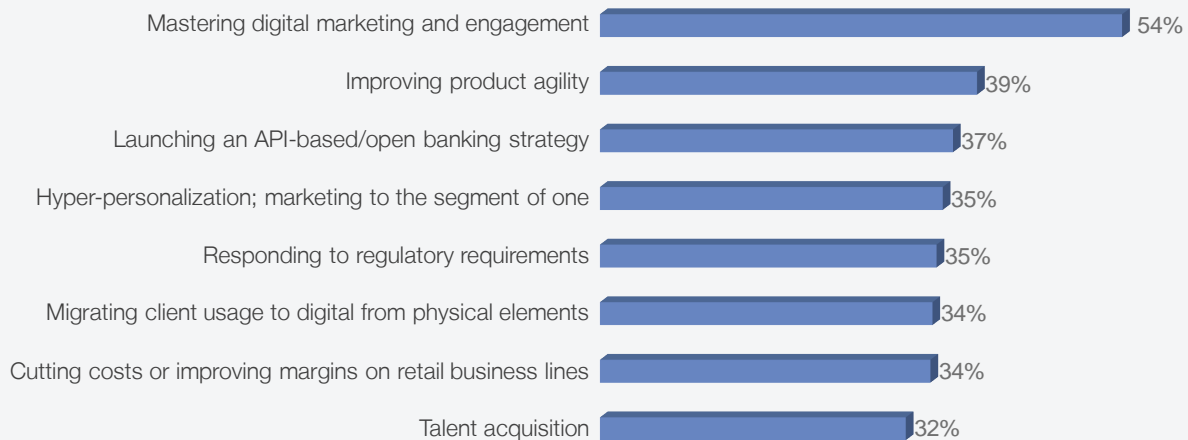 Mastering digital marketing and engagement 54%
Improving product agility 39%
Launching an API-based/open banking strategy 37%
Hyper-personalization; marketing to the segment of one 35%
Responding to regulatory requirements 35%
Migrating client usage to digital from physical elements 34%
Cutting costs or improving margins on retail business lines 34%
Talent acquisition 32%